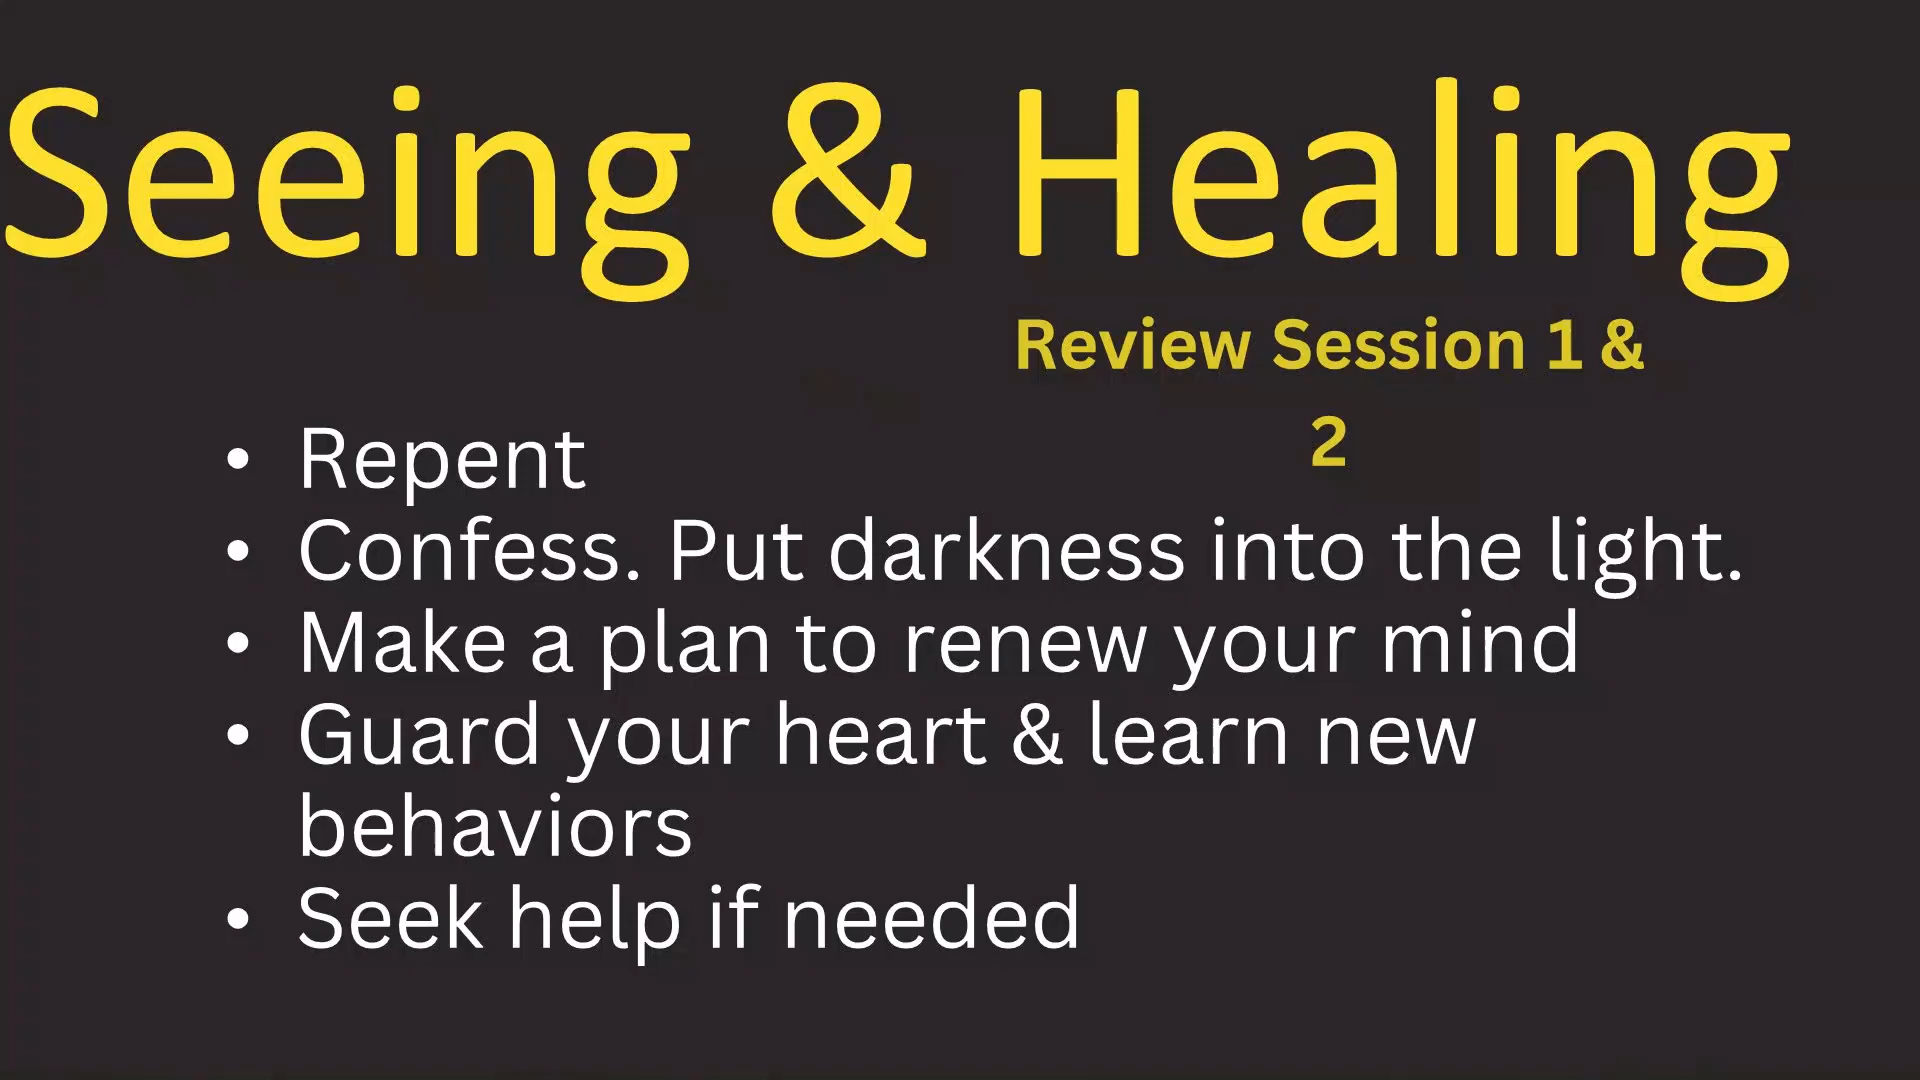 Seeing & Healing
Review Session 1 &
2
• Repent
• Confess. Put darkness into the light.
• Make a plan to renew your mind
• Guard your heart & learn new
behaviors
• Seek help if needed